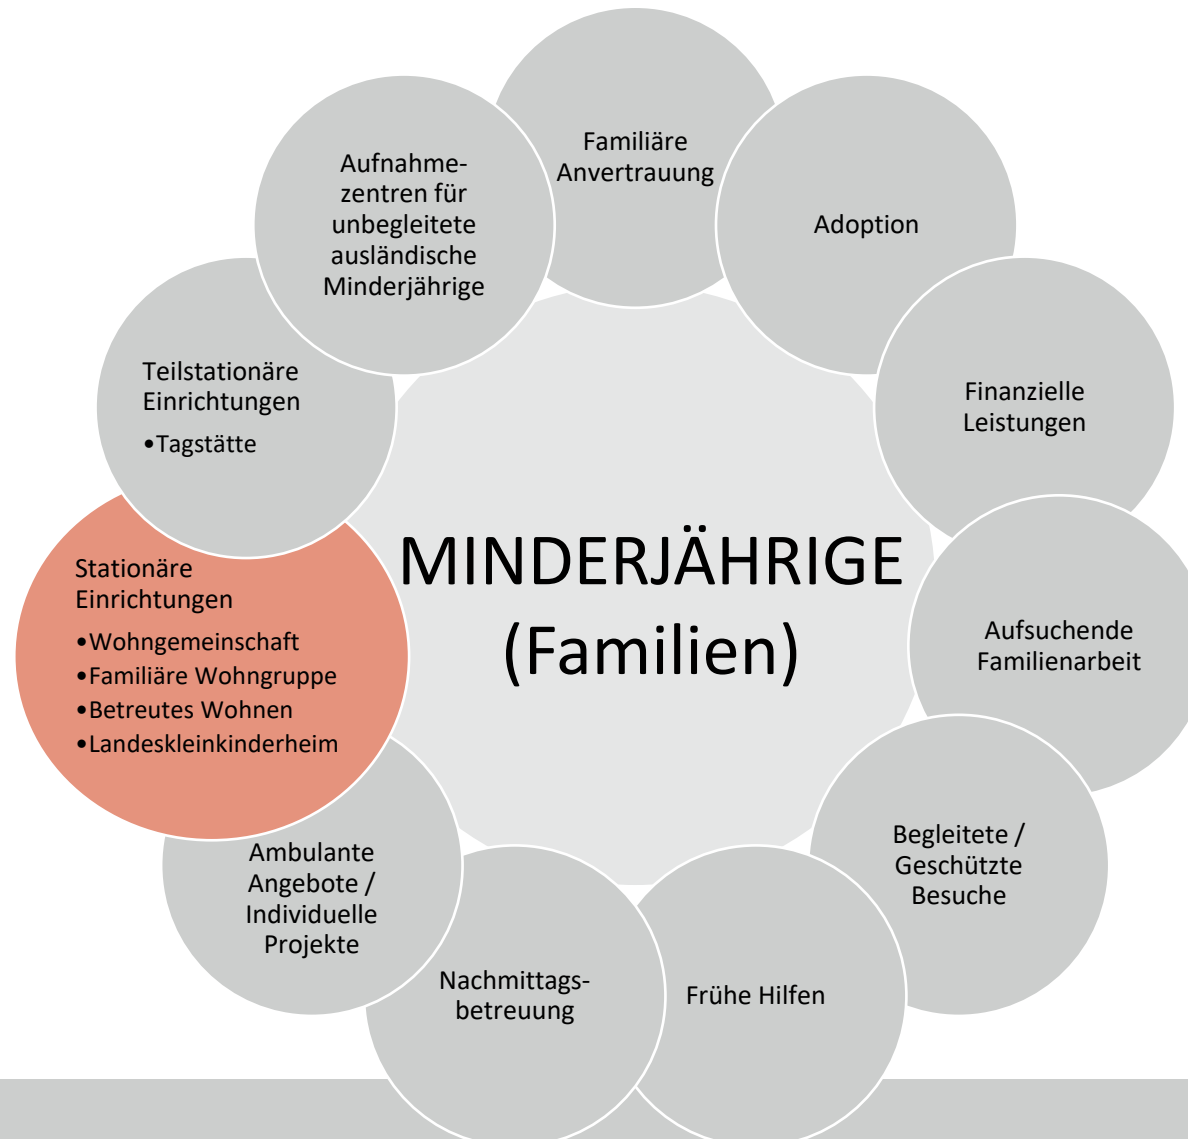 Familiäre
Anvertrauung
Adoption
Finanzielle
Leistungen
Aufsuchende
Familienarbeit
Begleitete /
Geschützte
Besuche
Frühe Hilfen
Nachmittags-
betreuung
Ambulante
Angebote /
Individuelle
Projekte
Stationäre
Einrichtungen
•Wohngemeinschaft
•Familiäre Wohngruppe
•Betreutes Wohnen
•Landeskleinkinderheim
Teilstationäre
Einrichtungen
•Tagstätte
Aufnahme-
zentren für
unbegleitete
ausländische
Minderjährige
MINDERJÄHRIGE
(Familien)